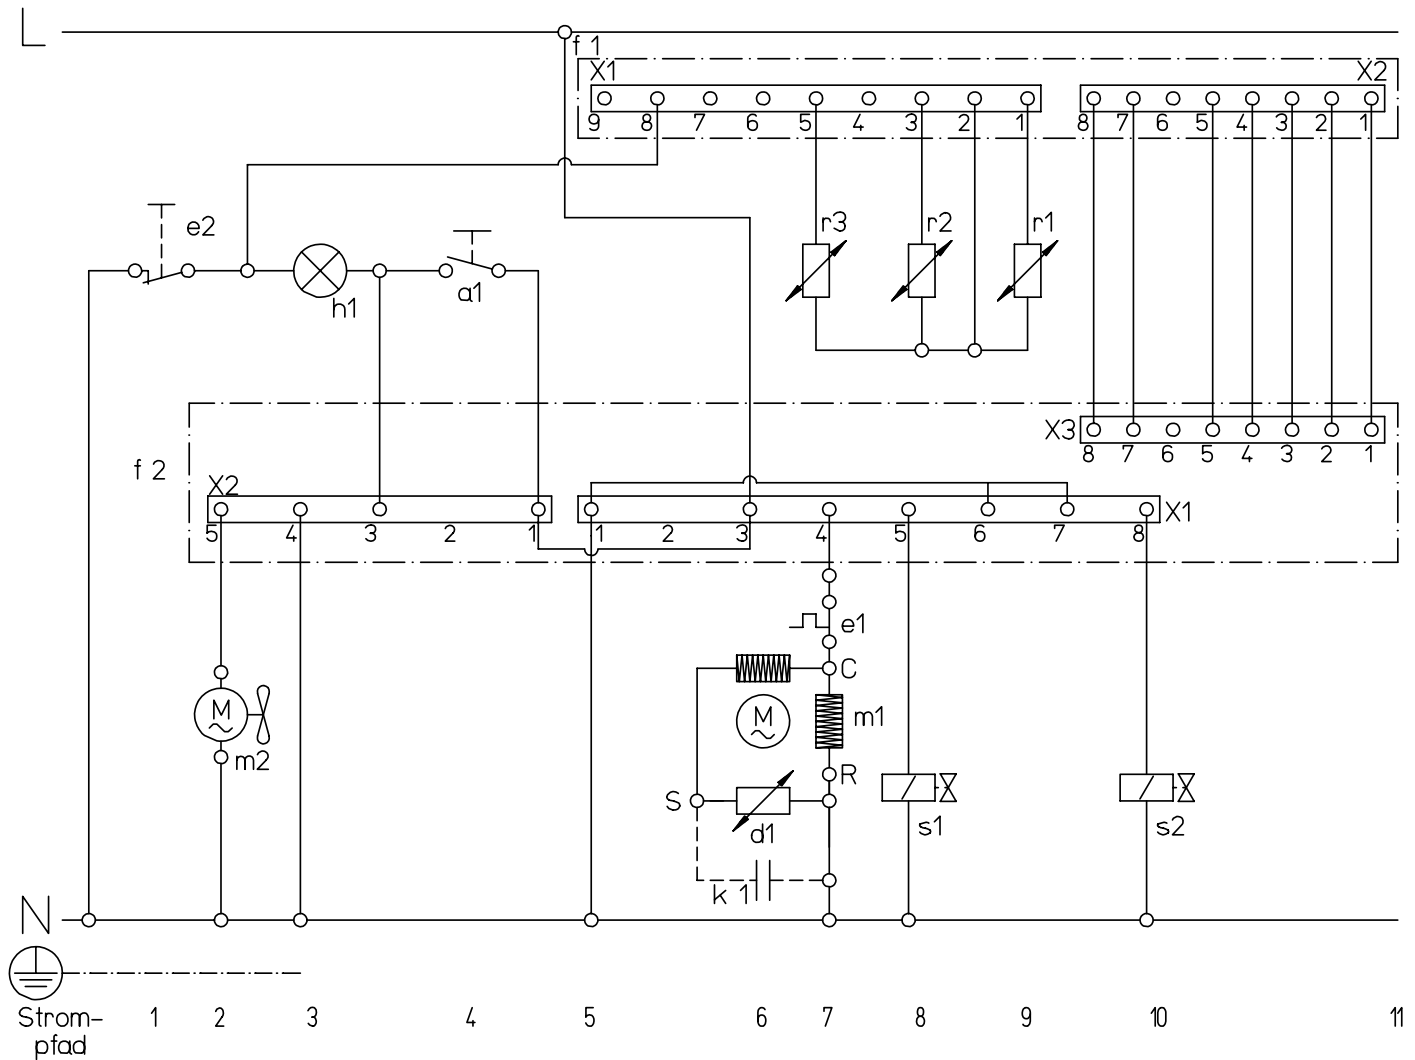 L
f 1
X1 X2
9 8 7 6 5 4 3 2 1 8 7 6 5 4 3 2 1
e2 r3 r2 r1
h1 a1
X3
8 7 6 5 4 3 2 1
f 2
X2
X1
5 4 3 2 1 1 2 3 4 5 6 7 8
e1
C
M M m1
m2
R
S
d1 s1 s2
k 1
N
Strom- 1 2 3 4 5 6 7 8 9 10 11
pfad